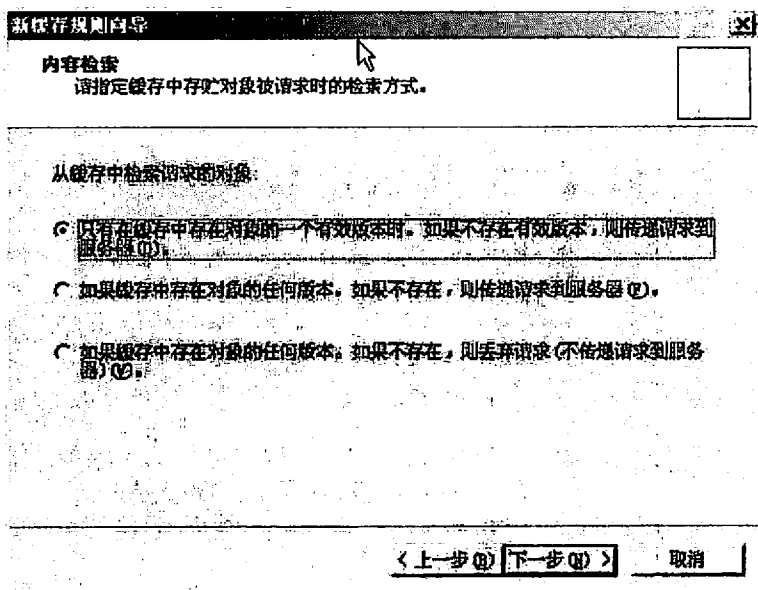 新缓存规则向导
内容检索
请指定缓存中存贮对象被请求时的检索方式。
从缓存中检索请求的对象:
只有在缓存中存在对象的一个有效版本时。如果不存在有效版本，则传递请求到
服务器(I)。
如果缓存中存在对象的任何版本。如果不存在，则传递请求到服务器(F)。
如果缓存中存在对象的任何版本。如果不存在，则丢弃请求(不传递请求到服务
器)(V)。
< 上一步(B) 下一步(N) > 取消